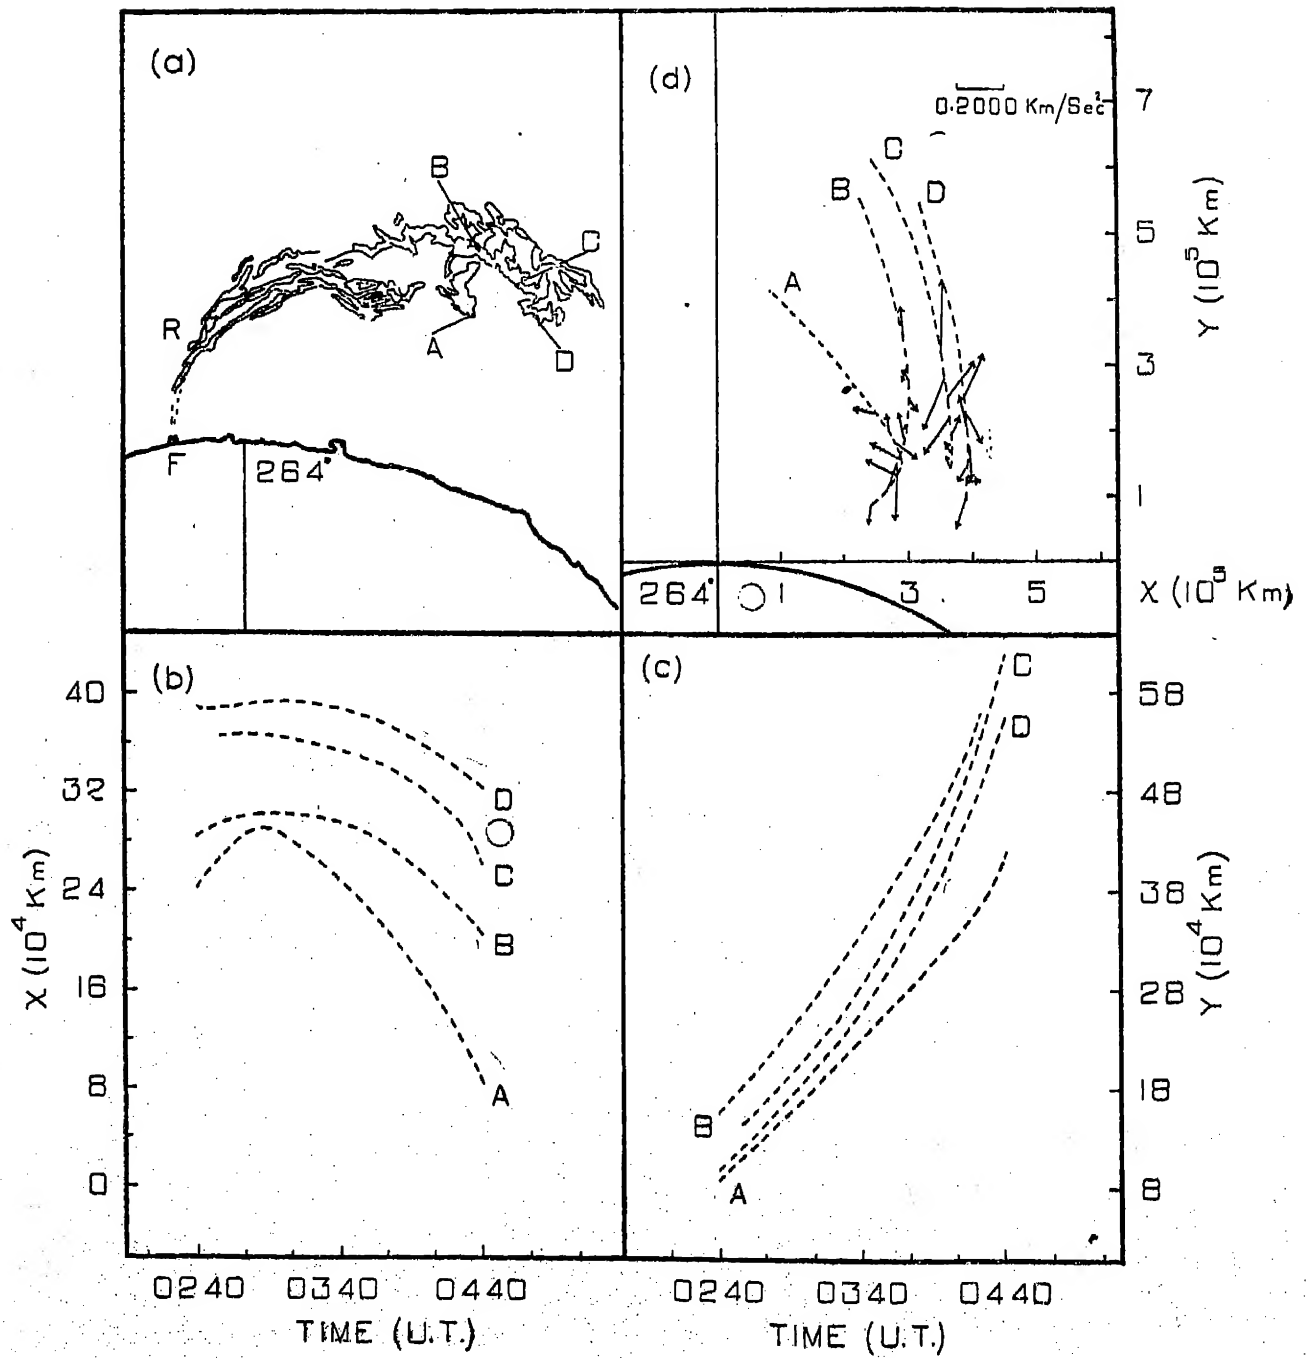 (a)
B
C
R
A
D
F
264°
(d)
0.2000 Km/Sec²
7
C
B
D
5
A
3
1
Y (10⁵ Km)
264° 1 3 5 X (10⁵ Km)
(b)
40
32
24
16
8
0
X (10⁴ Km)
D
C
B
A
0240 0340 0440
TIME (U.T.)
(c)
C
D
B
A
58
48
38
28
18
8
Y (10⁴ Km)
0240 0340 0440
TIME (U.T.)